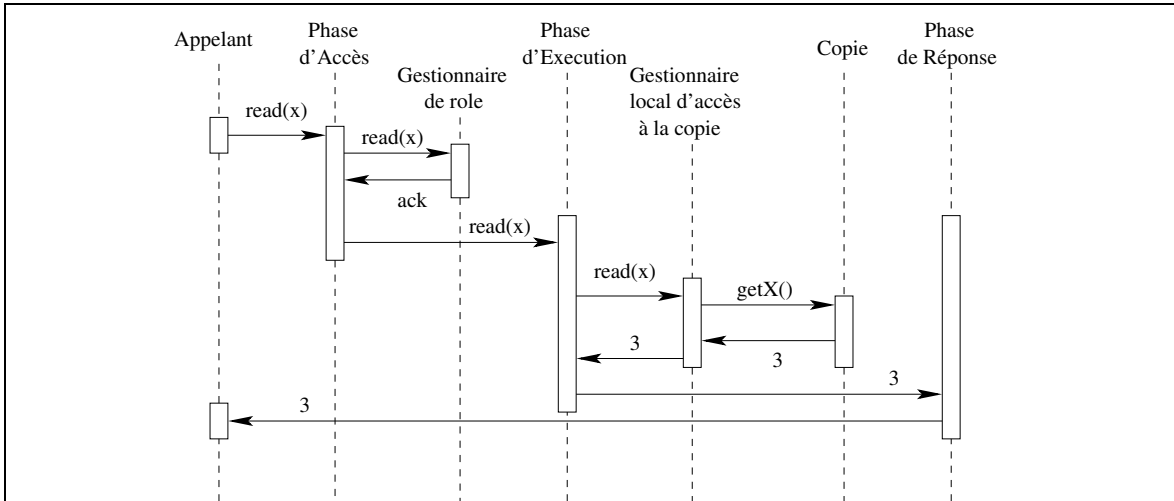 Appelant
Phase
d'Accès
Gestionnaire
de role
Phase
d'Execution
Gestionnaire
local d'accès
à la copie
Copie
Phase
de Réponse
read(x)
read(x)
ack
read(x)
read(x)
getX()
3
3
3
3